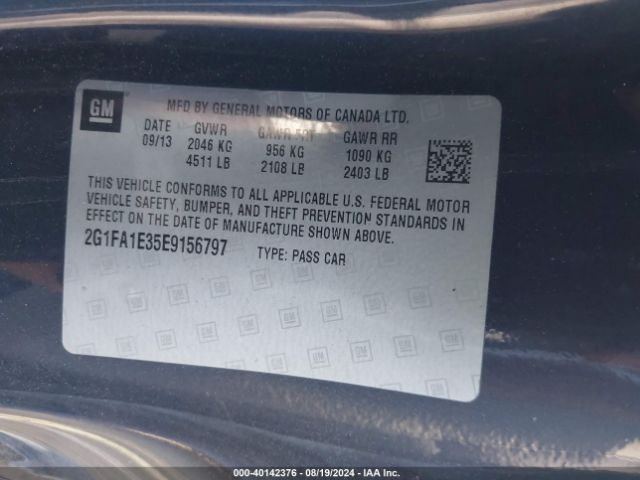 GM
MFD BY GENERAL MOTORS OF CANADA LTD.
DATE GVWR GAWR FRT GAWR RR
09/13 2046 KG 956 KG 1090 KG
4511 LB 2108 LB 2403 LB
THIS VEHICLE CONFORMS TO ALL APPLICABLE U.S. FEDERAL MOTOR
VEHICLE SAFETY, BUMPER, AND THEFT PREVENTION STANDARDS IN
EFFECT ON THE DATE OF MANUFACTURE SHOWN ABOVE.
2G1FA1E35E9156797 TYPE: PASS CAR
000-40142376 - 08/19/2024 - IAA Inc.